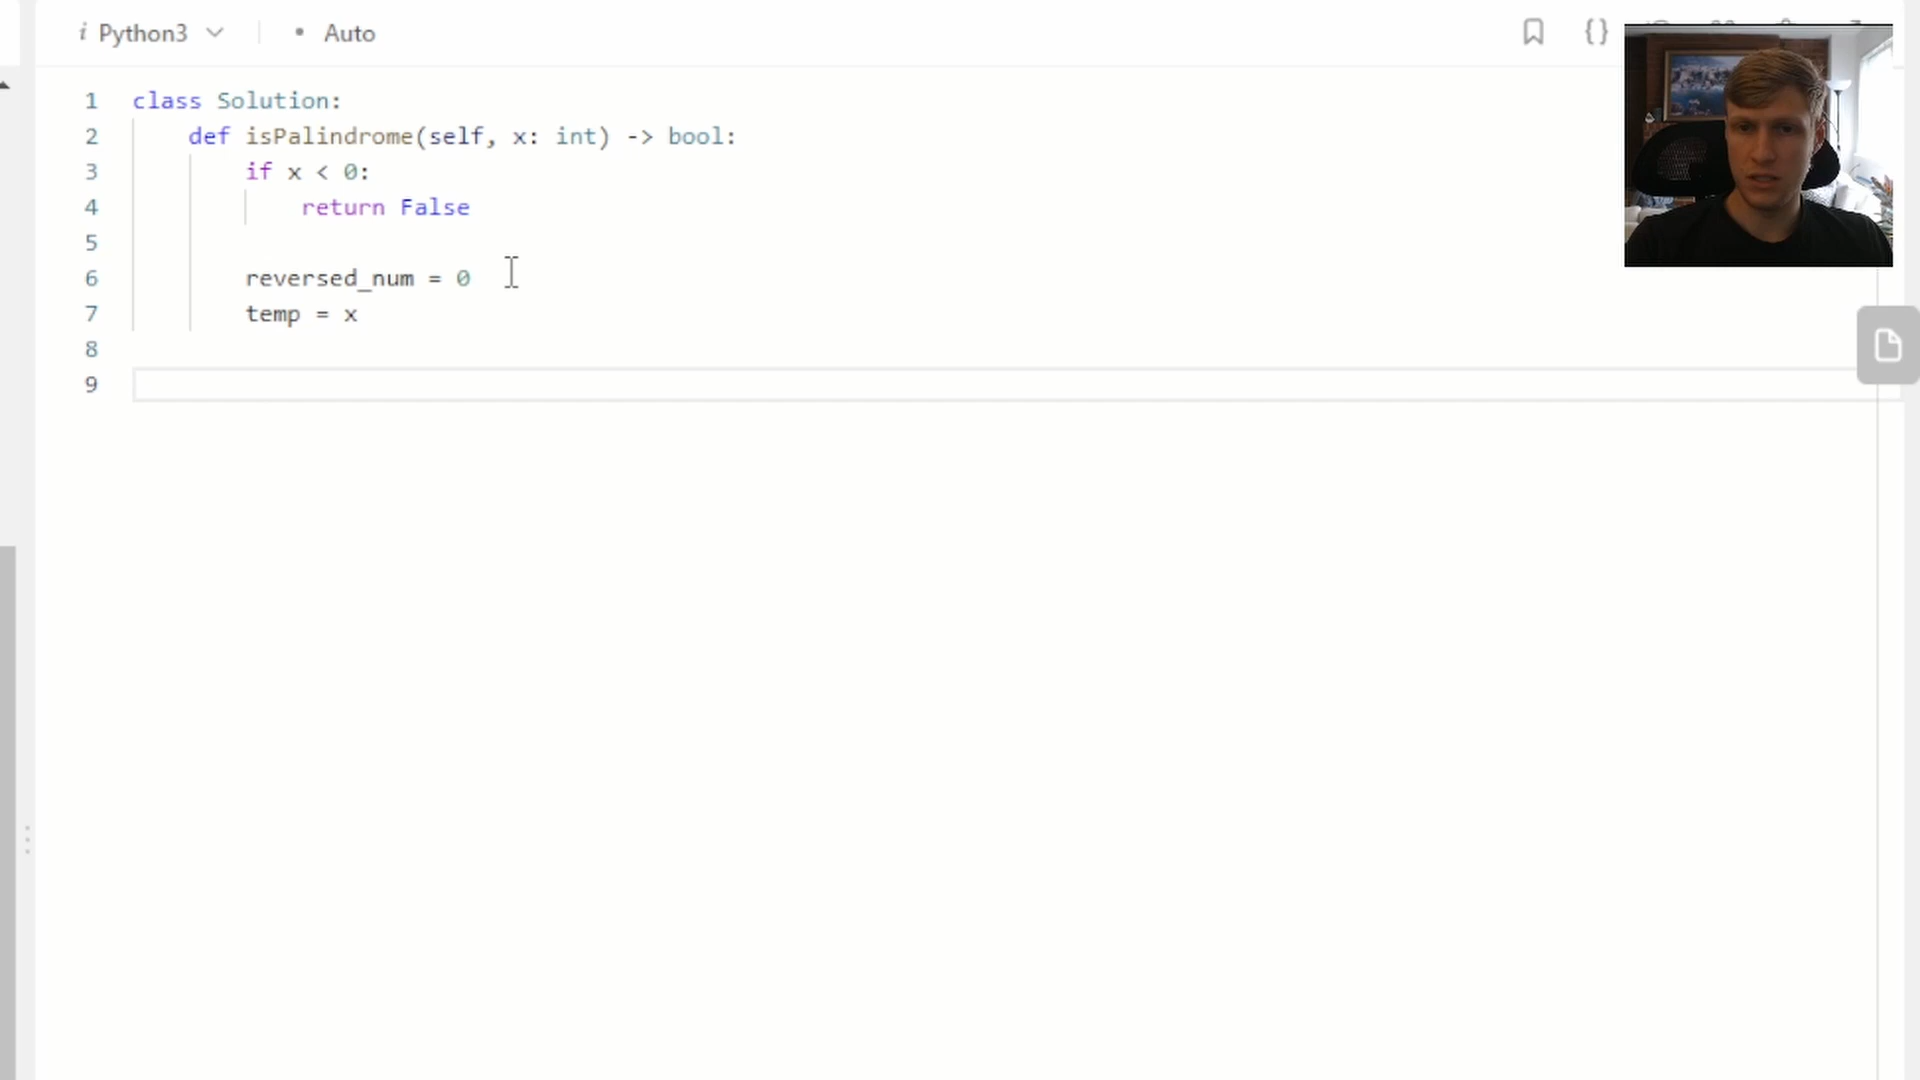 i Python3 • Auto {}
1 class Solution:
2 def isPalindrome(self, x: int) -> bool:
3 if x < 0:
4 return False
5
6 reversed_num = 0
7 temp = x
8
9